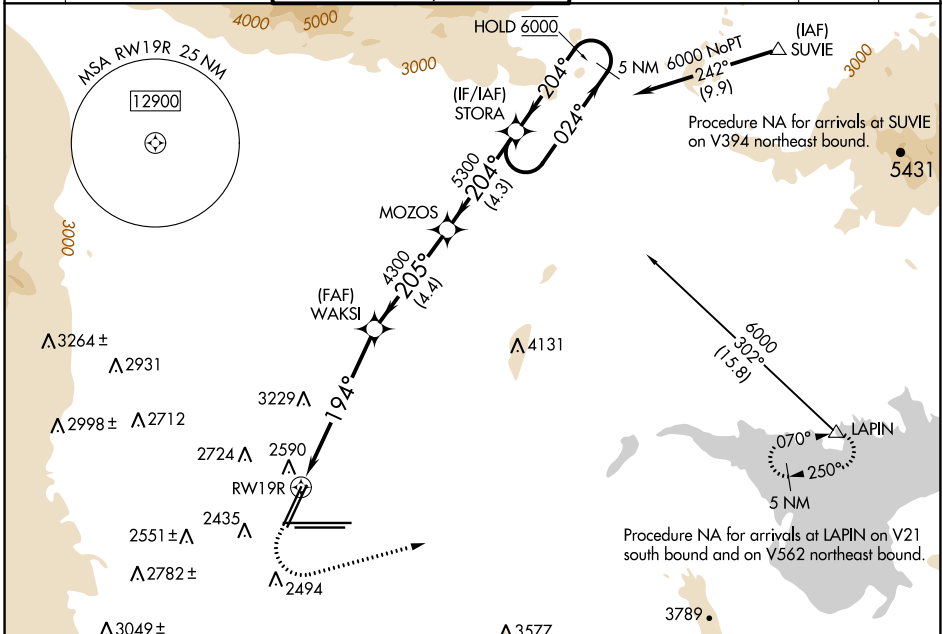 4000
5000
3000
HOLD 6000
MSA RW19R 25 NM
12900
204°
5 NM
6000 NoPT
242°
(9.9)
(IAF)
SUVIE
3000
(IF/IAF)
STORA
024°
Procedure NA for arrivals at SUVIE
on V394 northeast bound.
5431
5300
204°
(4.3)
MOZOS
3000
4300
205°
(4.4)
(FAF)
WAKSI
3264 ±
2931
4131
6000
302°
(15.8)
194°
3229
2998 ±
2712
LAPIN
070°
250°
5 NM
2724
2590
RW19R
2435
2551 ±
2782 ±
2494
Procedure NA for arrivals at LAPIN on V21
south bound and on V562 northeast bound.
3049 ±
3577
3789